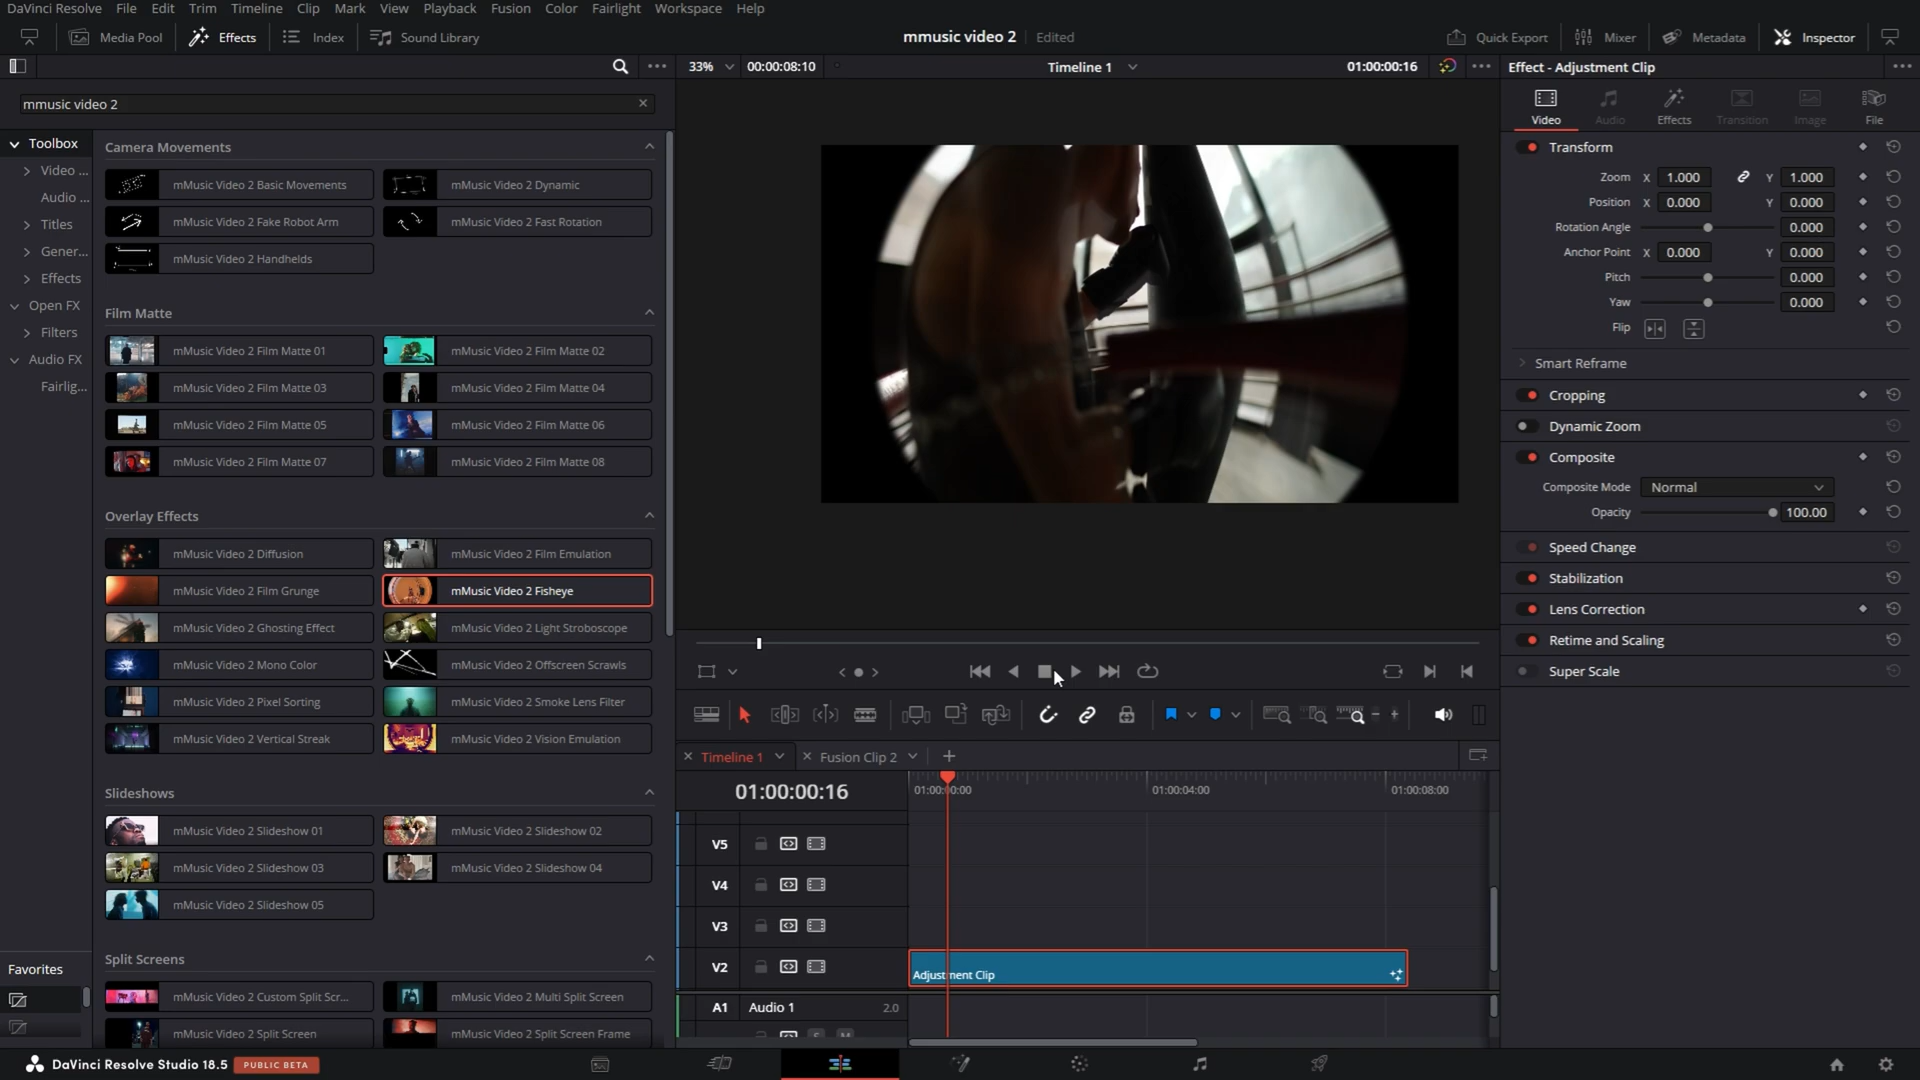 DaVinci Resolve File Edit Trim Timeline Clip Mark View Playback Fusion Color Fairlight Workspace Help
Media Pool Effects Index Sound Library mmusic video 2 Edited Quick Export Mixer Metadata Inspector
33% 00:00:08:10 Timeline 1 01:00:00:16 Effect - Adjustment Clip
mmusic video 2
Video Audio Effects Transition Image File
Toolbox
Video ...
Audio ...
Titles
Gener...
Effects
Open FX
Filters
Audio FX
Fairlig...
Favorites
Camera Movements
mMusic Video 2 Basic Movements mMusic Video 2 Dynamic
mMusic Video 2 Fake Robot Arm mMusic Video 2 Fast Rotation
mMusic Video 2 Handhelds
Film Matte
mMusic Video 2 Film Matte 01 mMusic Video 2 Film Matte 02
mMusic Video 2 Film Matte 03 mMusic Video 2 Film Matte 04
mMusic Video 2 Film Matte 05 mMusic Video 2 Film Matte 06
mMusic Video 2 Film Matte 07 mMusic Video 2 Film Matte 08
Overlay Effects
mMusic Video 2 Diffusion mMusic Video 2 Film Emulation
mMusic Video 2 Film Grunge mMusic Video 2 Fisheye
mMusic Video 2 Ghosting Effect mMusic Video 2 Light Stroboscope
mMusic Video 2 Mono Color mMusic Video 2 Offscreen Scrawls
mMusic Video 2 Pixel Sorting mMusic Video 2 Smoke Lens Filter
mMusic Video 2 Vertical Streak mMusic Video 2 Vision Emulation
Slideshows
mMusic Video 2 Slideshow 01 mMusic Video 2 Slideshow 02
mMusic Video 2 Slideshow 03 mMusic Video 2 Slideshow 04
mMusic Video 2 Slideshow 05
Split Screens
mMusic Video 2 Custom Split Scr... mMusic Video 2 Multi Split Screen
mMusic Video 2 Split Screen mMusic Video 2 Split Screen Frame
Transform
Zoom X 1.000 Y 1.000
Position X 0.000 Y 0.000
Rotation Angle 0.000
Anchor Point X 0.000 Y 0.000
Pitch 0.000
Yaw 0.000
Flip
Smart Reframe
Cropping
Dynamic Zoom
Composite
Composite Mode Normal
Opacity 100.00
Speed Change
Stabilization
Lens Correction
Retime and Scaling
Super Scale
Timeline 1 Fusion Clip 2
01:00:00:16 01:00:00:00 01:00:04:00 01:00:08:00
V5
V4
V3
V2 Adjustment Clip
A1 Audio 1 2.0
S M
DaVinci Resolve Studio 18.5 PUBLIC BETA